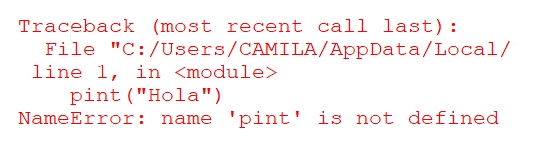 Traceback (most recent call last):
  File "C:/Users/CAMILA/AppData/Local/
 line 1, in <module>
    pint("Hola")
NameError: name 'pint' is not defined